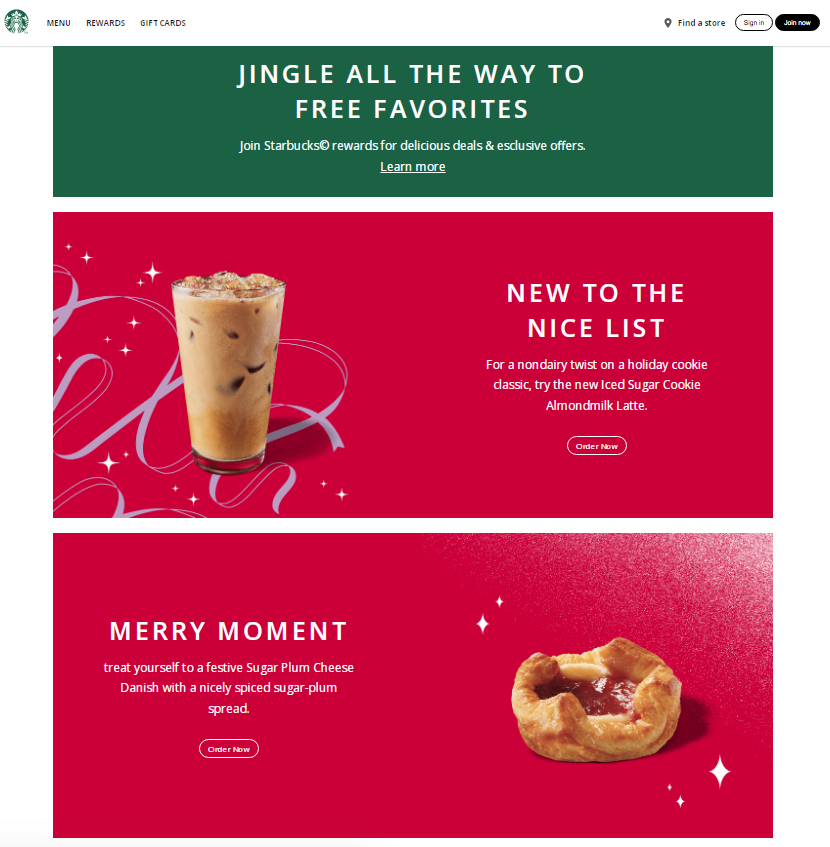 MENU REWARDS GIFT CARDS Find a store Sign in Join now
JINGLE ALL THE WAY TO
FREE FAVORITES
Join Starbucks© rewards for delicious deals & esclusive offers.
Learn more
NEW TO THE
NICE LIST
For a nondairy twist on a holiday cookie
classic, try the new Iced Sugar Cookie
Almondmilk Latte.
Order Now
MERRY MOMENT
treat yourself to a festive Sugar Plum Cheese
Danish with a nicely spiced sugar-plum
spread.
Order Now